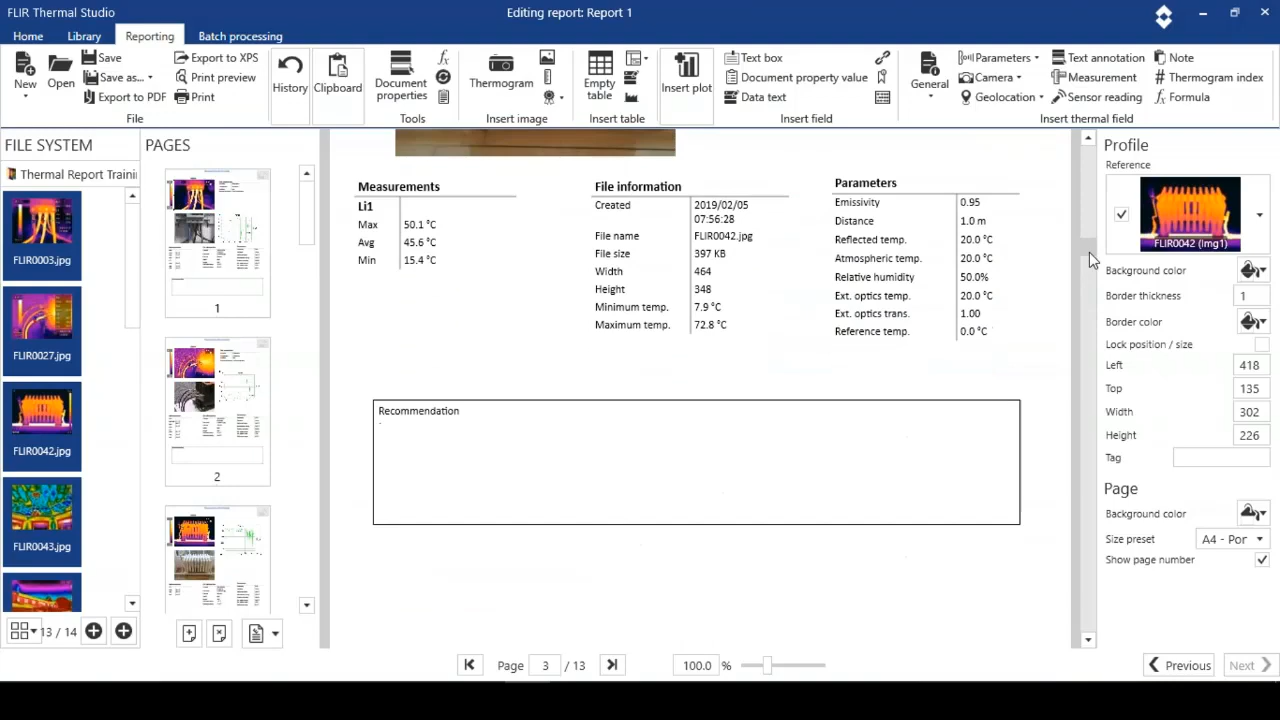 FLIR Thermal Studio
Editing report: Report 1
Home
Library
Reporting
Batch processing
New
Open
Save
Save as...
Export to PDF
Export to XPS
Print preview
Print
File
History
Clipboard
Document properties
Tools
Thermogram
Insert image
Empty table
Insert table
Insert plot
Text box
Document property value
Data text
Insert field
General
Parameters
Camera
Geolocation
Text annotation
Measurement
Sensor reading
Note
Thermogram index
Formula
Insert thermal field
FILE SYSTEM
Thermal Report Traini
FLIR0003.jpg
FLIR0027.jpg
FLIR0042.jpg
FLIR0043.jpg
13 / 14
PAGES
1
2
Measurements
Li1
Max 50.1 °C
Avg 45.6 °C
Min 15.4 °C
File information
Created 2019/02/05
07:56:28
File name FLIR0042.jpg
File size 397 KB
Width 464
Height 348
Minimum temp. 7.9 °C
Maximum temp. 72.8 °C
Parameters
Emissivity 0.95
Distance 1.0 m
Reflected temp. 20.0 °C
Atmospheric temp. 20.0 °C
Relative humidity 50.0%
Ext. optics temp. 20.0 °C
Ext. optics trans. 1.00
Reference temp. 0.0 °C
Recommendation
-
Page 3 / 13
100.0 %
Profile
Reference
FLIR0042 (Img1)
Background color
Border thickness 1
Border color
Lock position / size
Left 418
Top 135
Width 302
Height 226
Tag
Page
Background color
Size preset A4 - Por
Show page number
Previous
Next